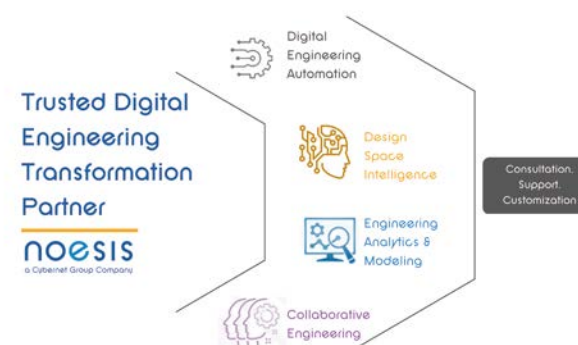 Trusted Digital
Engineering
Transformation
Partner
noesis
a Cybernet Group Company
Digital
Engineering
Automation
Design
Space
Intelligence
Engineering
Analytics &
Modeling
Collaborative
Engineering
Consultation.
Support.
Customization